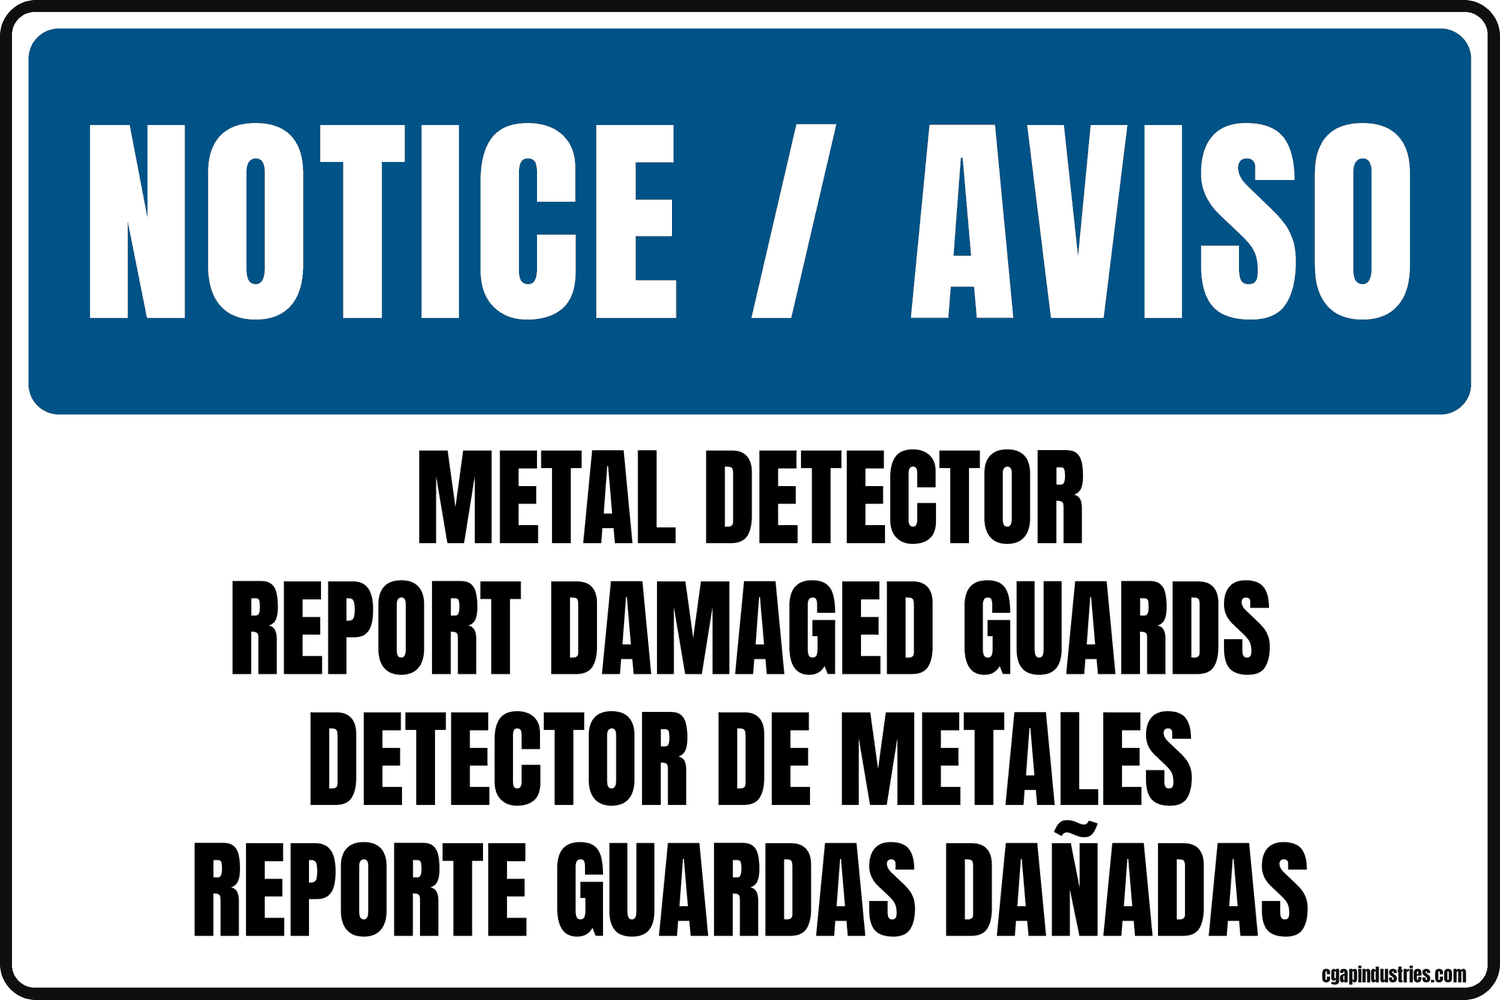 NOTICE / AVISO
METAL DETECTOR
REPORT DAMAGED GUARDS
DETECTOR DE METALES
REPORTE GUARDAS DAÑADAS
cgapindustries.com